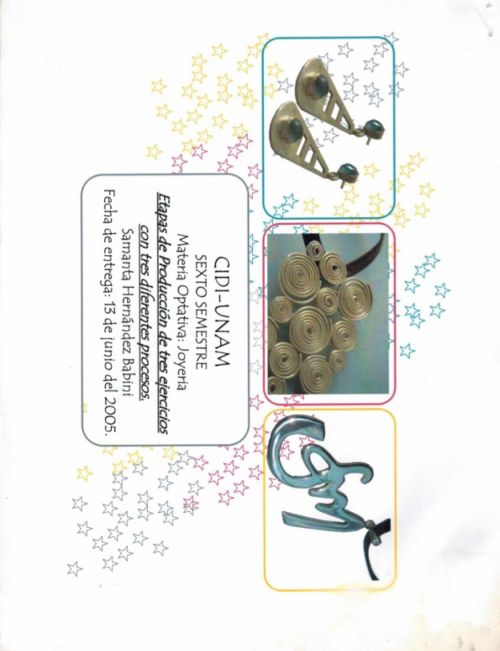 CIDI-UNAM
SEXTO SEMESTRE
Materia Optativa: Joyería
Etapas de Producción de tres ejercicios
con tres diferentes procesos.
Samanta Hernández Babini
Fecha de entrega: 13 de junio del 2005.